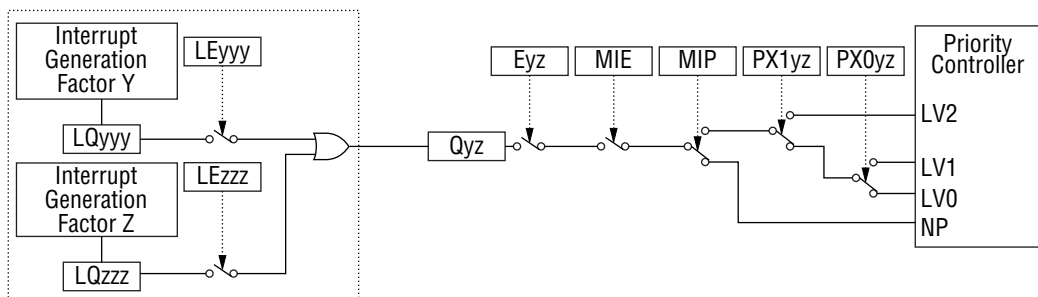 Interrupt
Generation
Factor Y
LEyyy
LQyyy
Interrupt
Generation
Factor Z
LEzzz
LQzzz
Qyz
Eyz
MIE
MIP
PX1yz
PX0yz
Priority
Controller
LV2
LV1
LV0
NP